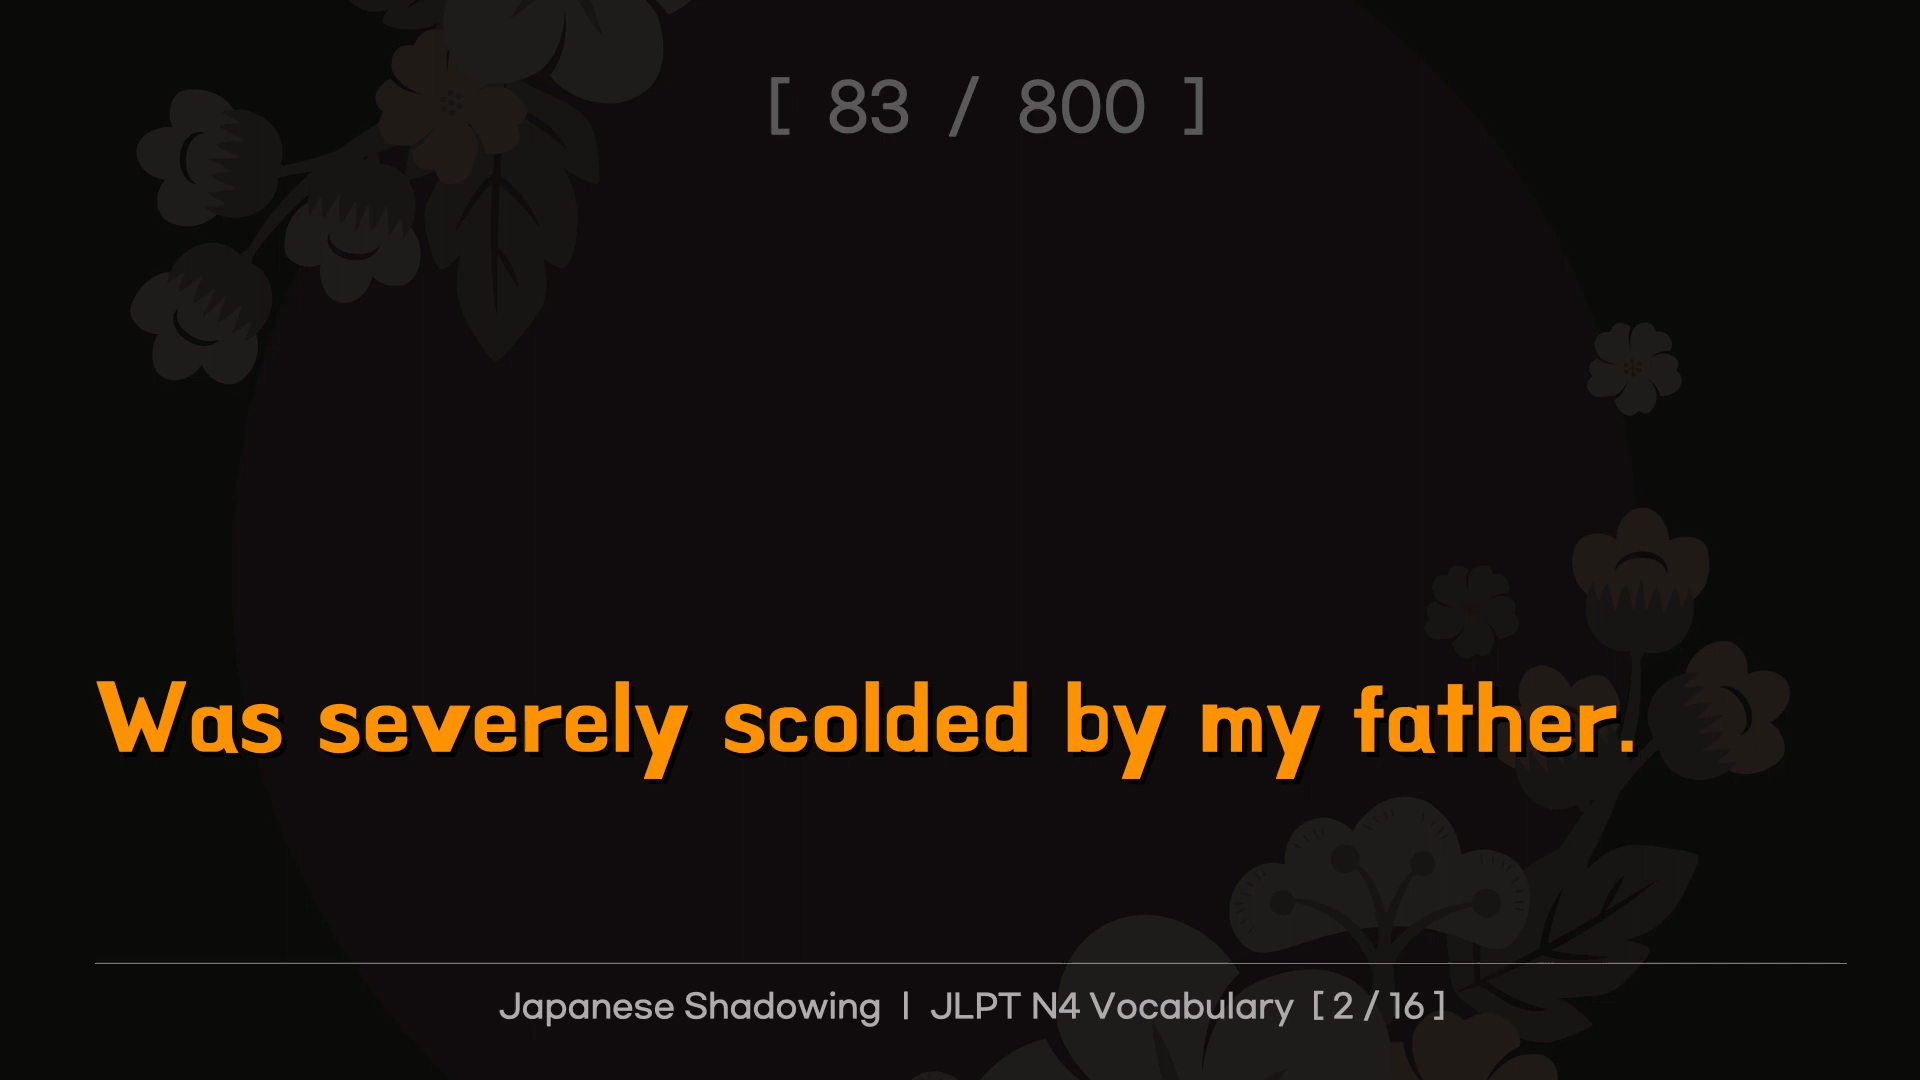 [ 83 / 800 ]
Was severely scolded by my father.
Japanese Shadowing | JLPT N4 Vocabulary [ 2 / 16 ]